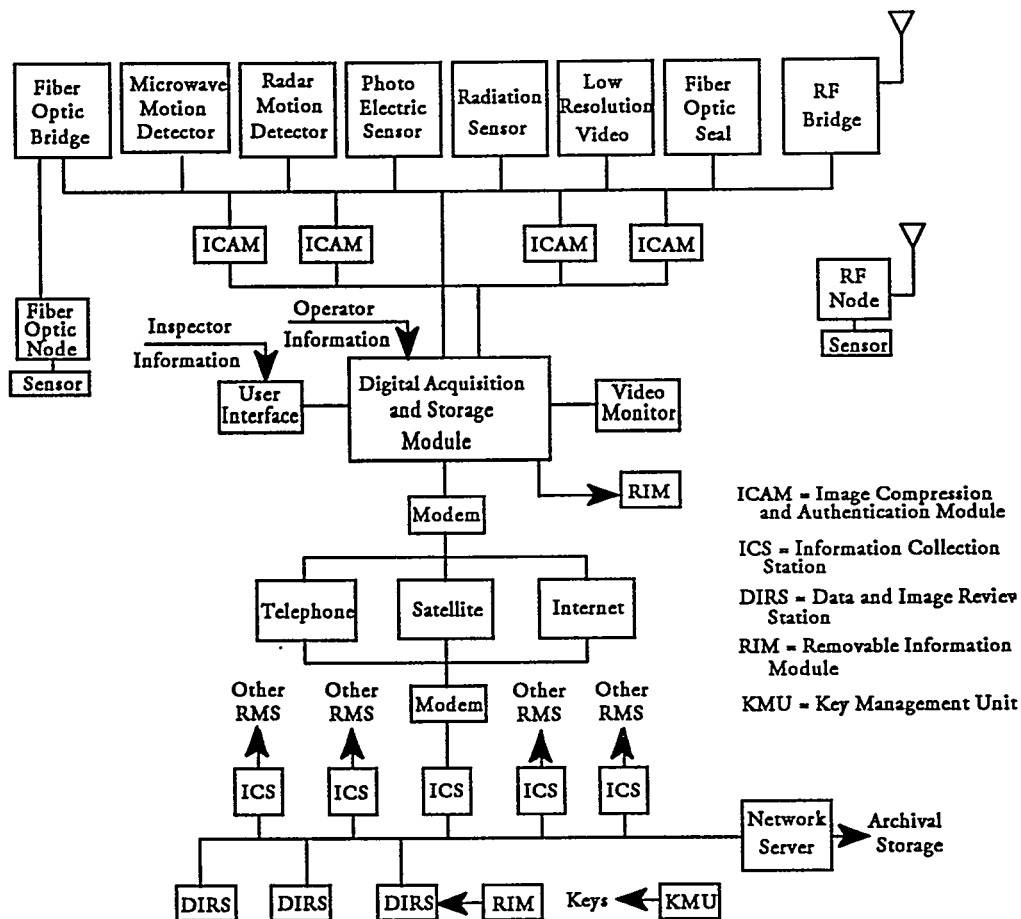 Fiber
Optic
Bridge
Microwave
Motion
Detector
Radar
Motion
Detector
Photo
Electric
Sensor
Radiation
Sensor
Low
Resolution
Video
Fiber
Optic
Seal
RF
Bridge
ICAM
ICAM
ICAM
ICAM
Fiber
Optic
Node
Sensor
RF
Node
Sensor
Inspector
Information
Operator
Information
User
Interface
Digital Acquisition
and Storage
Module
Video
Monitor
RIM
Modem
Telephone
Satellite
Internet
Modem
ICAM = Image Compression
and Authentication Module
ICS = Information Collection
Station
DIRS = Data and Image Review
Station
RIM = Removable Information
Module
KMU = Key Management Unit
Other
RMS
Other
RMS
Other
RMS
Other
RMS
ICS
ICS
ICS
ICS
ICS
Network
Server
Archival
Storage
DIRS
DIRS
DIRS
RIM
Keys
KMU